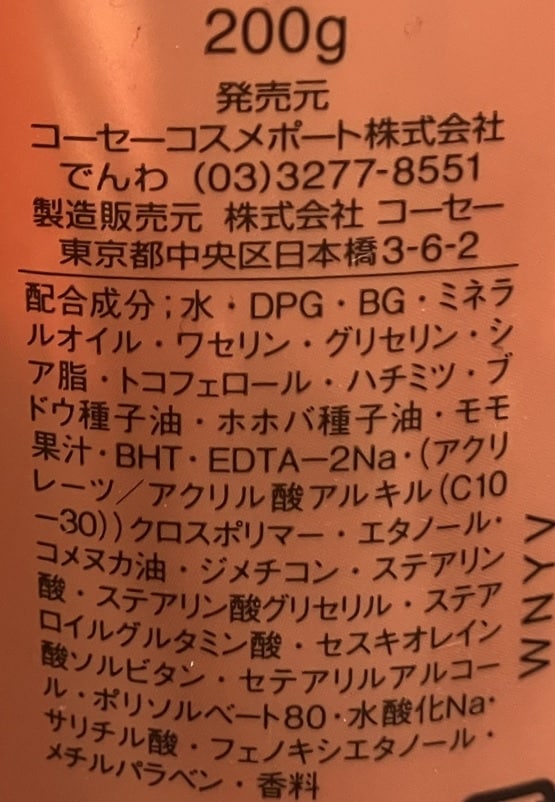 200g
発売元
コーセーコスメポート株式会社
でんわ (03)3277-8551
製造販売元 株式会社 コーセー
東京都中央区日本橋3-6-2
配合成分;水・DPG・BG・ミネラ
ルオイル・ワセリン・グリセリン・シ
ア脂・トコフェロール・ハチミツ・ブ
ドウ種子油・ホホバ種子油・モモ
果汁・BHT・EDTA-2Na・(アクリ
レーツ/アクリル酸アルキル(C10
-30))クロスポリマー・エタノール・
コメヌカ油・ジメチコン・ステアリン
酸・ステアリン酸グリセリル・ステア
ロイルグルタミン酸・セスキオレイン
酸ソルビタン・セテアリルアルコー
ル・ポリソルベート80・水酸化Na・
サリチル酸・フェノキシエタノール・
メチルパラベン・香料
WNYV